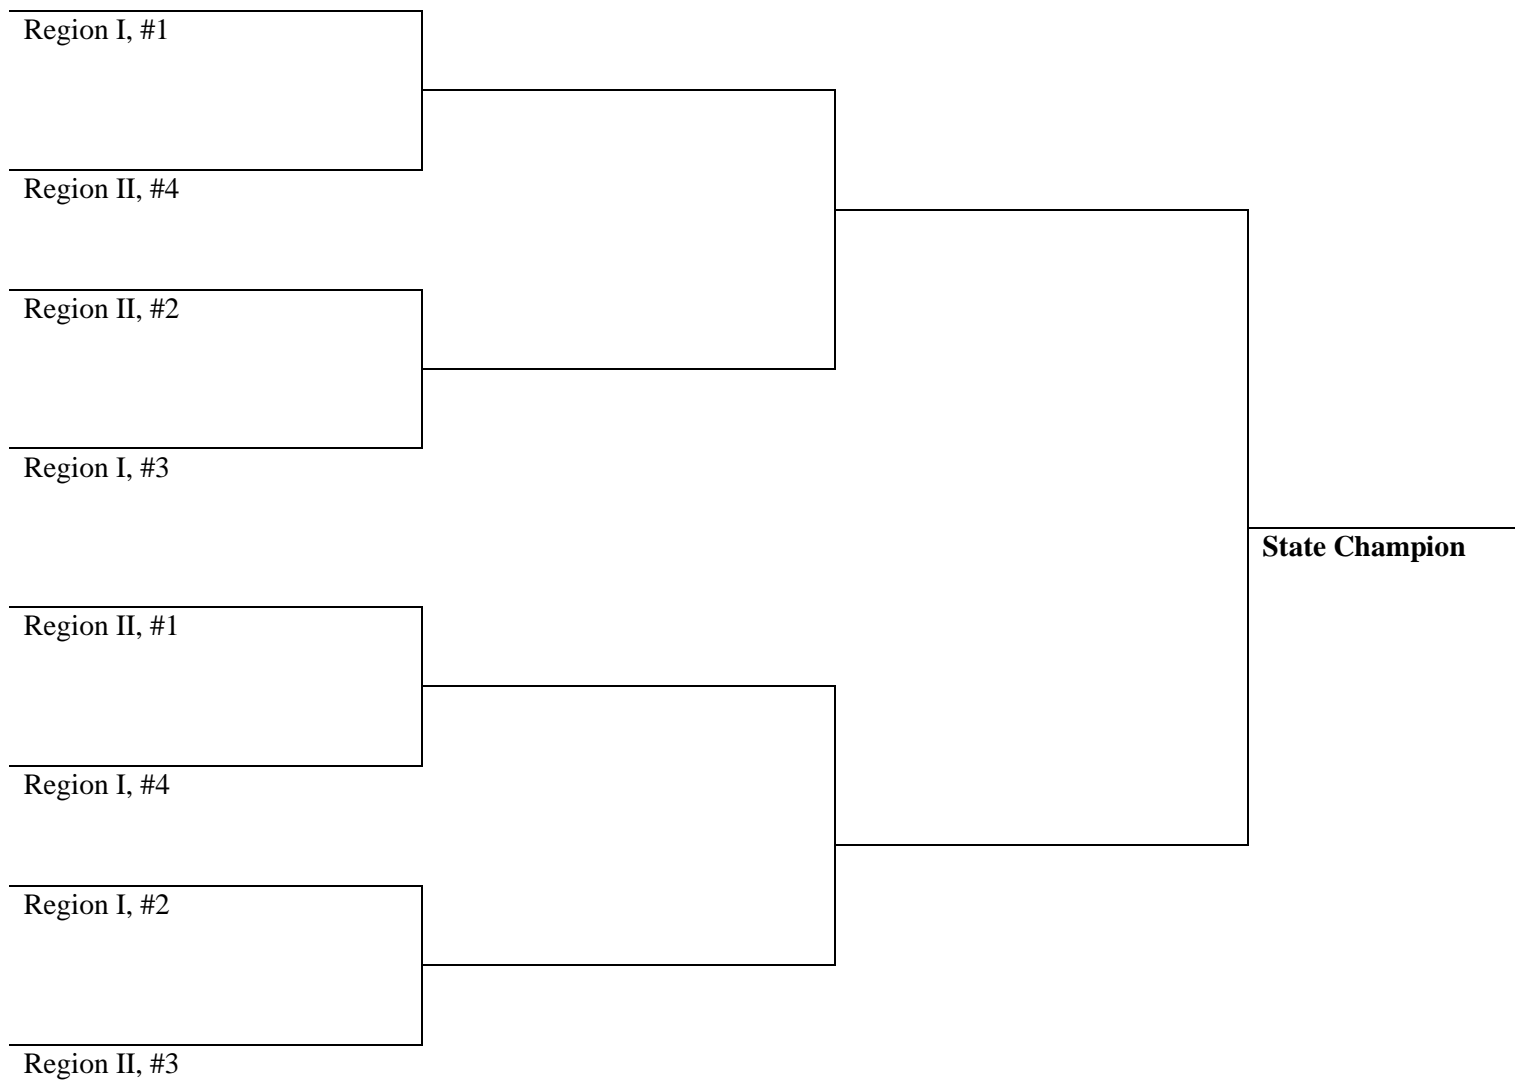 Region I, #1
Region II, #4
Region II, #2
Region I, #3
State Champion
Region II, #1
Region I, #4
Region I, #2
Region II, #3